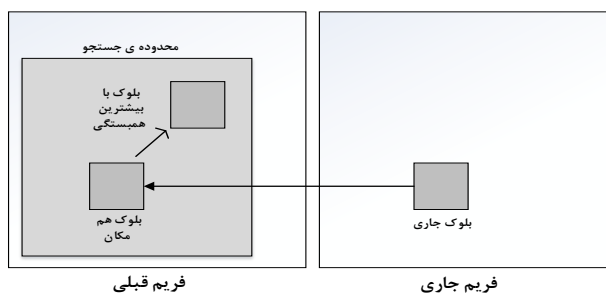 محدوده ی جستجو
بلوک با
بیشترین
همبستگی
بلوک هم
مکان
بلوک جاری
فریم قبلی
فریم جاری